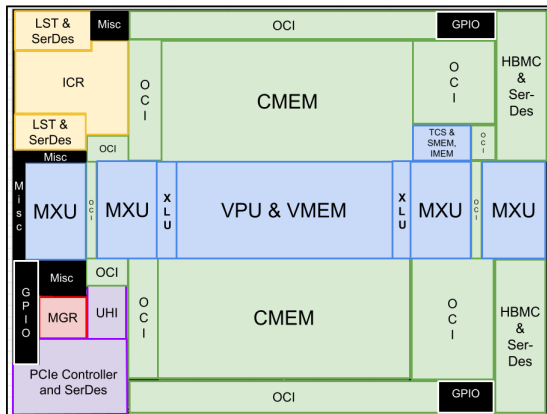 LST &
SerDes
Misc
OCI
GPIO
HBMC
&
Ser-
Des
ICR
O
C
I
CMEM
O
C
I
LST &
SerDes
TCS &
SMEM,
IMEM
O
C
I
OCI
Misc
M
i
s
c
MXU
O
C
I
MXU
X
L
U
VPU & VMEM
X
L
U
MXU
O
C
I
MXU
G
P
I
O
Misc
OCI
O
C
I
CMEM
O
C
I
HBMC
&
Ser-
Des
MGR
UHI
PCIe Controller
and SerDes
OCI
GPIO